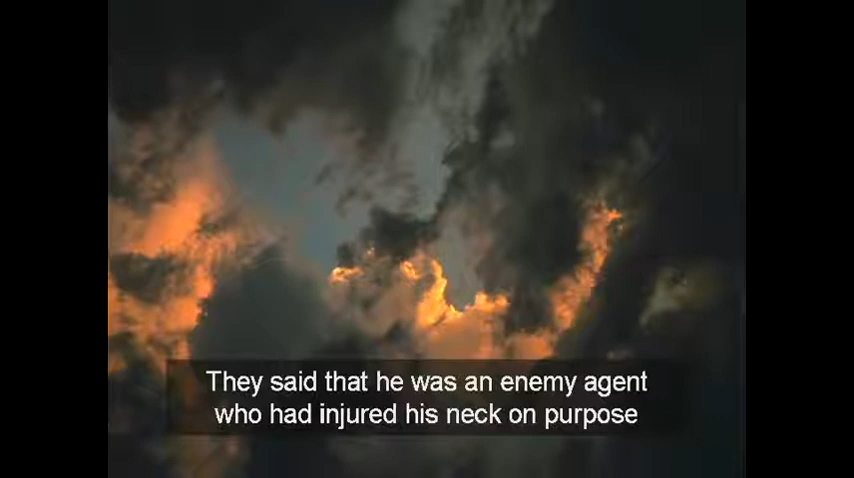 They said that he was an enemy agent
who had injured his neck on purpose